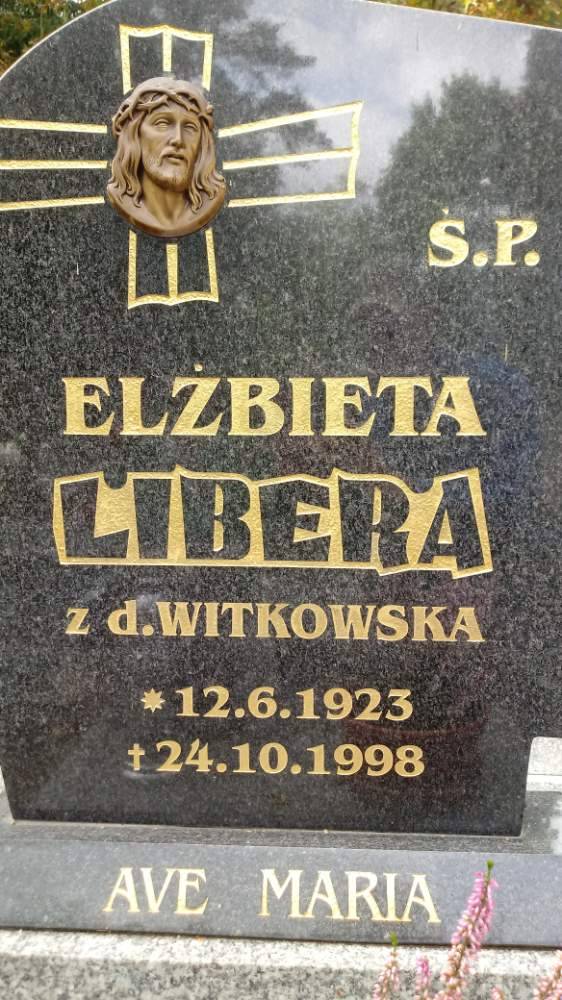 Ś.P.
ELŻBIETA
LIBERA
z d.WITKOWSKA
* 12.6.1923
† 24.10.1998
AVE MARIA